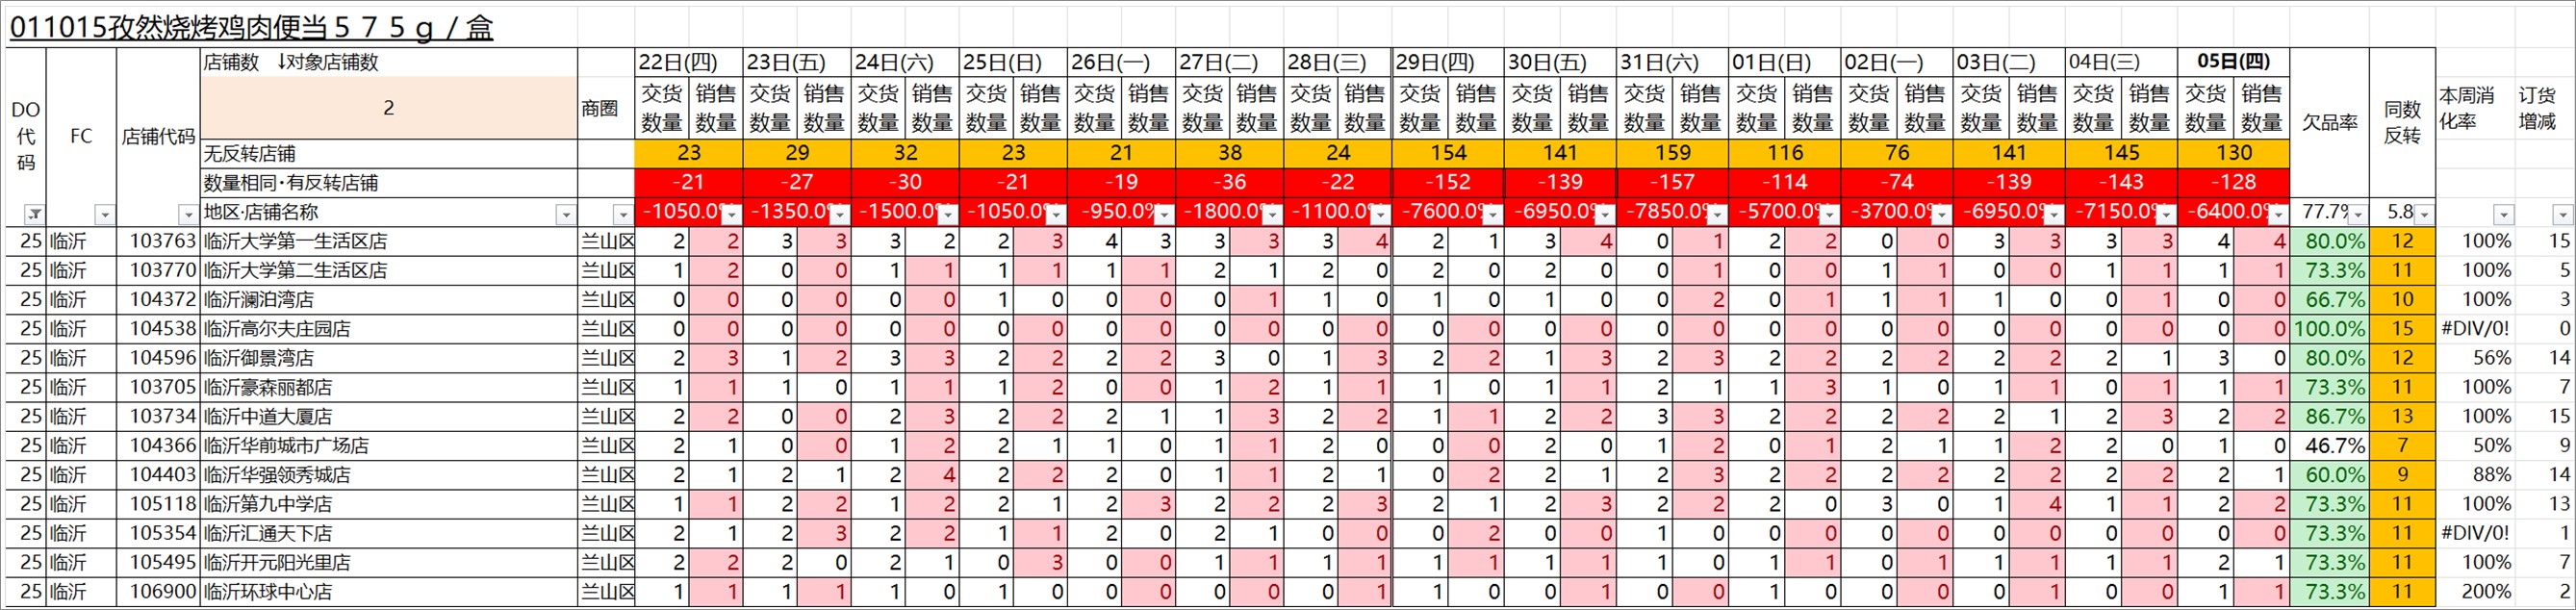 011015孜然烧烤鸡肉便当５７５ｇ／盒
DO代码 FC 店铺代码 店铺数 ↓对象店铺数 商圈 22日(四) 23日(五) 24日(六) 25日(日) 26日(一) 27日(二) 28日(三) 29日(四) 30日(五) 31日(六) 01日(日) 02日(一) 03日(二) 04日(三) 05日(四) 欠品率 同数反转 本周消化率 订货增减
2 交货数量 销售数量 交货数量 销售数量 交货数量 销售数量 交货数量 销售数量 交货数量 销售数量 交货数量 销售数量 交货数量 销售数量 交货数量 销售数量 交货数量 销售数量 交货数量 销售数量 交货数量 销售数量 交货数量 销售数量 交货数量 销售数量 交货数量 销售数量 交货数量 销售数量
无反转店铺 23 29 32 23 21 38 24 154 141 159 116 76 141 145 130
数量相同·有反转店铺 -21 -27 -30 -21 -19 -36 -22 -152 -139 -157 -114 -74 -139 -143 -128
地区·店铺名称 -1050.0% -1350.0% -1500.0% -1050.0% -950.0% -1800.0% -1100.0% -7600.0% -6950.0% -7850.0% -5700.0% -3700.0% -6950.0% -7150.0% -6400.0% 77.7% 5.8
25 临沂 103763 临沂大学第一生活区店 兰山区 2 2 3 3 3 2 2 3 4 3 3 3 3 4 2 1 3 4 0 1 2 2 0 0 3 3 3 3 4 4 80.0% 12 100% 15
25 临沂 103770 临沂大学第二生活区店 兰山区 1 2 0 0 1 1 1 1 1 1 2 1 2 0 2 0 2 0 0 1 0 0 1 1 0 0 1 1 1 1 73.3% 11 100% 5
25 临沂 104372 临沂澜泊湾店 兰山区 0 0 0 0 0 0 1 0 0 0 0 1 1 0 1 0 1 0 0 2 0 1 1 1 1 0 0 1 0 0 66.7% 10 100% 3
25 临沂 104538 临沂高尔夫庄园店 兰山区 0 0 0 0 0 0 0 0 0 0 0 0 0 0 0 0 0 0 0 0 0 0 0 0 0 0 0 0 0 0 100.0% 15 #DIV/0! 0
25 临沂 104596 临沂御景湾店 兰山区 2 3 1 2 3 3 2 2 2 2 3 0 1 3 2 2 1 3 2 3 2 2 2 2 2 2 2 1 3 0 80.0% 12 56% 14
25 临沂 103705 临沂豪森丽都店 兰山区 1 1 1 0 1 1 1 2 0 0 1 2 1 1 1 0 1 1 2 1 1 3 1 0 1 1 0 1 1 1 73.3% 11 100% 7
25 临沂 103734 临沂中道大厦店 兰山区 2 2 0 0 2 3 2 2 2 1 1 3 2 2 1 1 2 2 3 3 2 2 2 2 2 1 2 3 2 2 86.7% 13 100% 15
25 临沂 104366 临沂华前城市广场店 兰山区 2 1 0 0 1 2 2 1 1 0 1 1 2 0 0 0 2 0 1 2 0 1 2 1 1 2 2 0 1 0 46.7% 7 50% 9
25 临沂 104403 临沂华强领秀城店 兰山区 2 1 2 1 2 4 2 2 2 0 1 1 2 1 0 2 2 1 2 3 2 2 2 2 2 2 2 2 2 1 60.0% 9 88% 14
25 临沂 105118 临沂第九中学店 兰山区 1 1 2 2 1 2 2 1 2 3 2 2 2 3 2 1 2 3 2 2 2 0 3 0 1 4 1 1 2 2 73.3% 11 100% 13
25 临沂 105354 临沂汇通天下店 兰山区 2 1 2 3 2 2 1 1 2 0 2 1 0 0 0 2 0 0 1 0 0 0 0 0 0 0 0 0 0 0 73.3% 11 #DIV/0! 1
25 临沂 105495 临沂开元阳光里店 兰山区 2 2 2 0 2 1 0 3 0 0 1 1 1 1 1 1 1 1 1 0 1 1 0 1 1 1 1 1 2 1 73.3% 11 100% 7
25 临沂 106900 临沂环球中心店 兰山区 1 1 1 1 1 0 1 0 0 0 0 0 0 1 1 0 0 1 0 0 1 0 0 0 0 1 0 0 1 1 73.3% 11 200% 2